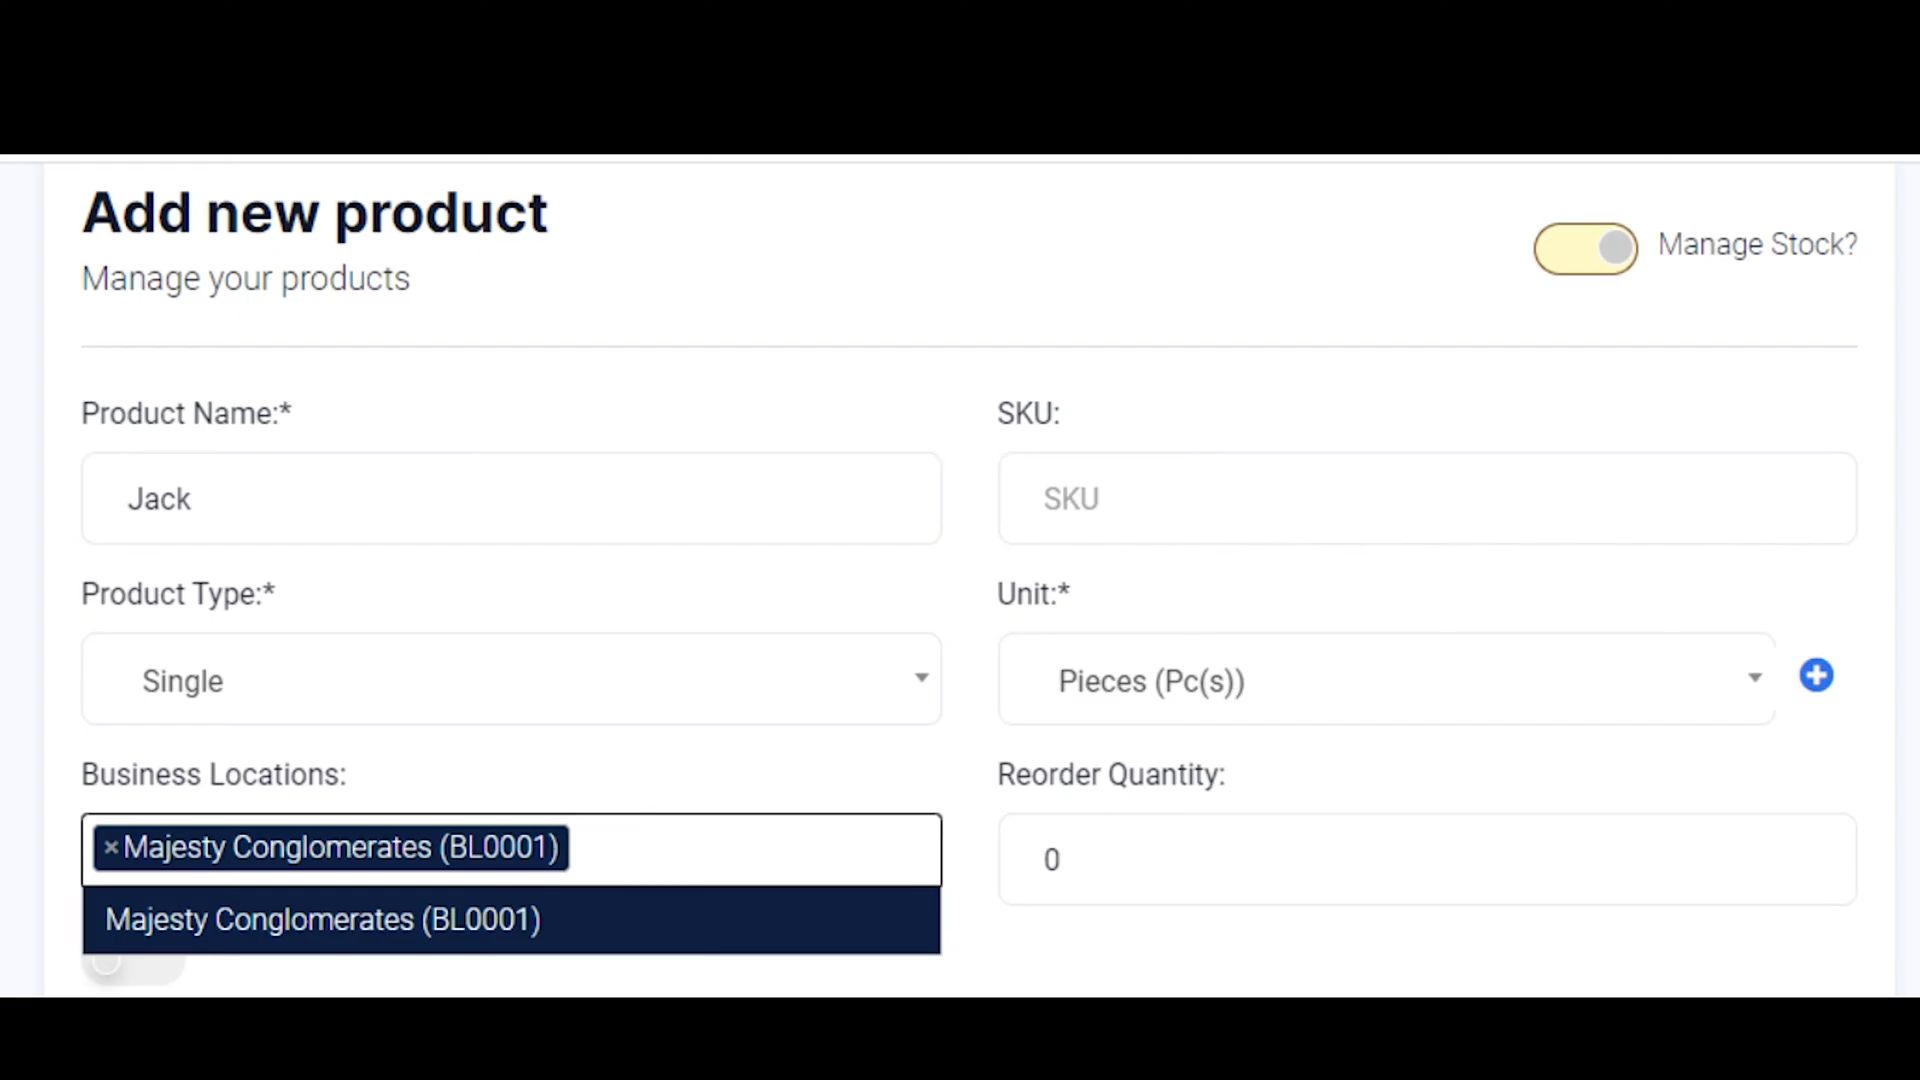 Add new product
Manage your products
Manage Stock?
Product Name:*
SKU:
Jack
SKU
Product Type:*
Unit:*
Single
Pieces (Pc(s))
Business Locations:
Reorder Quantity:
×Majesty Conglomerates (BL0001)
0
Majesty Conglomerates (BL0001)